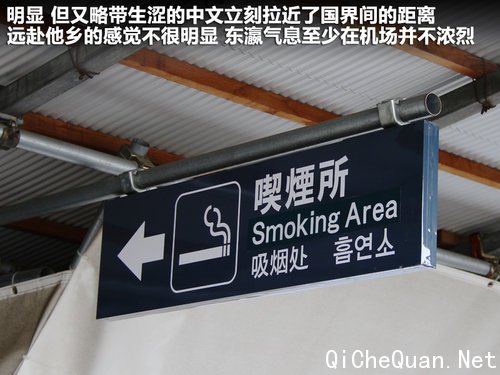 明显 但又略带生涩的中文立刻拉近了国界间的距离
远赴他乡的感觉不很明显 东瀛气息至少在机场并不浓烈
喫煙所
Smoking Area
吸烟处 흡연소
QiCheQuan.Net